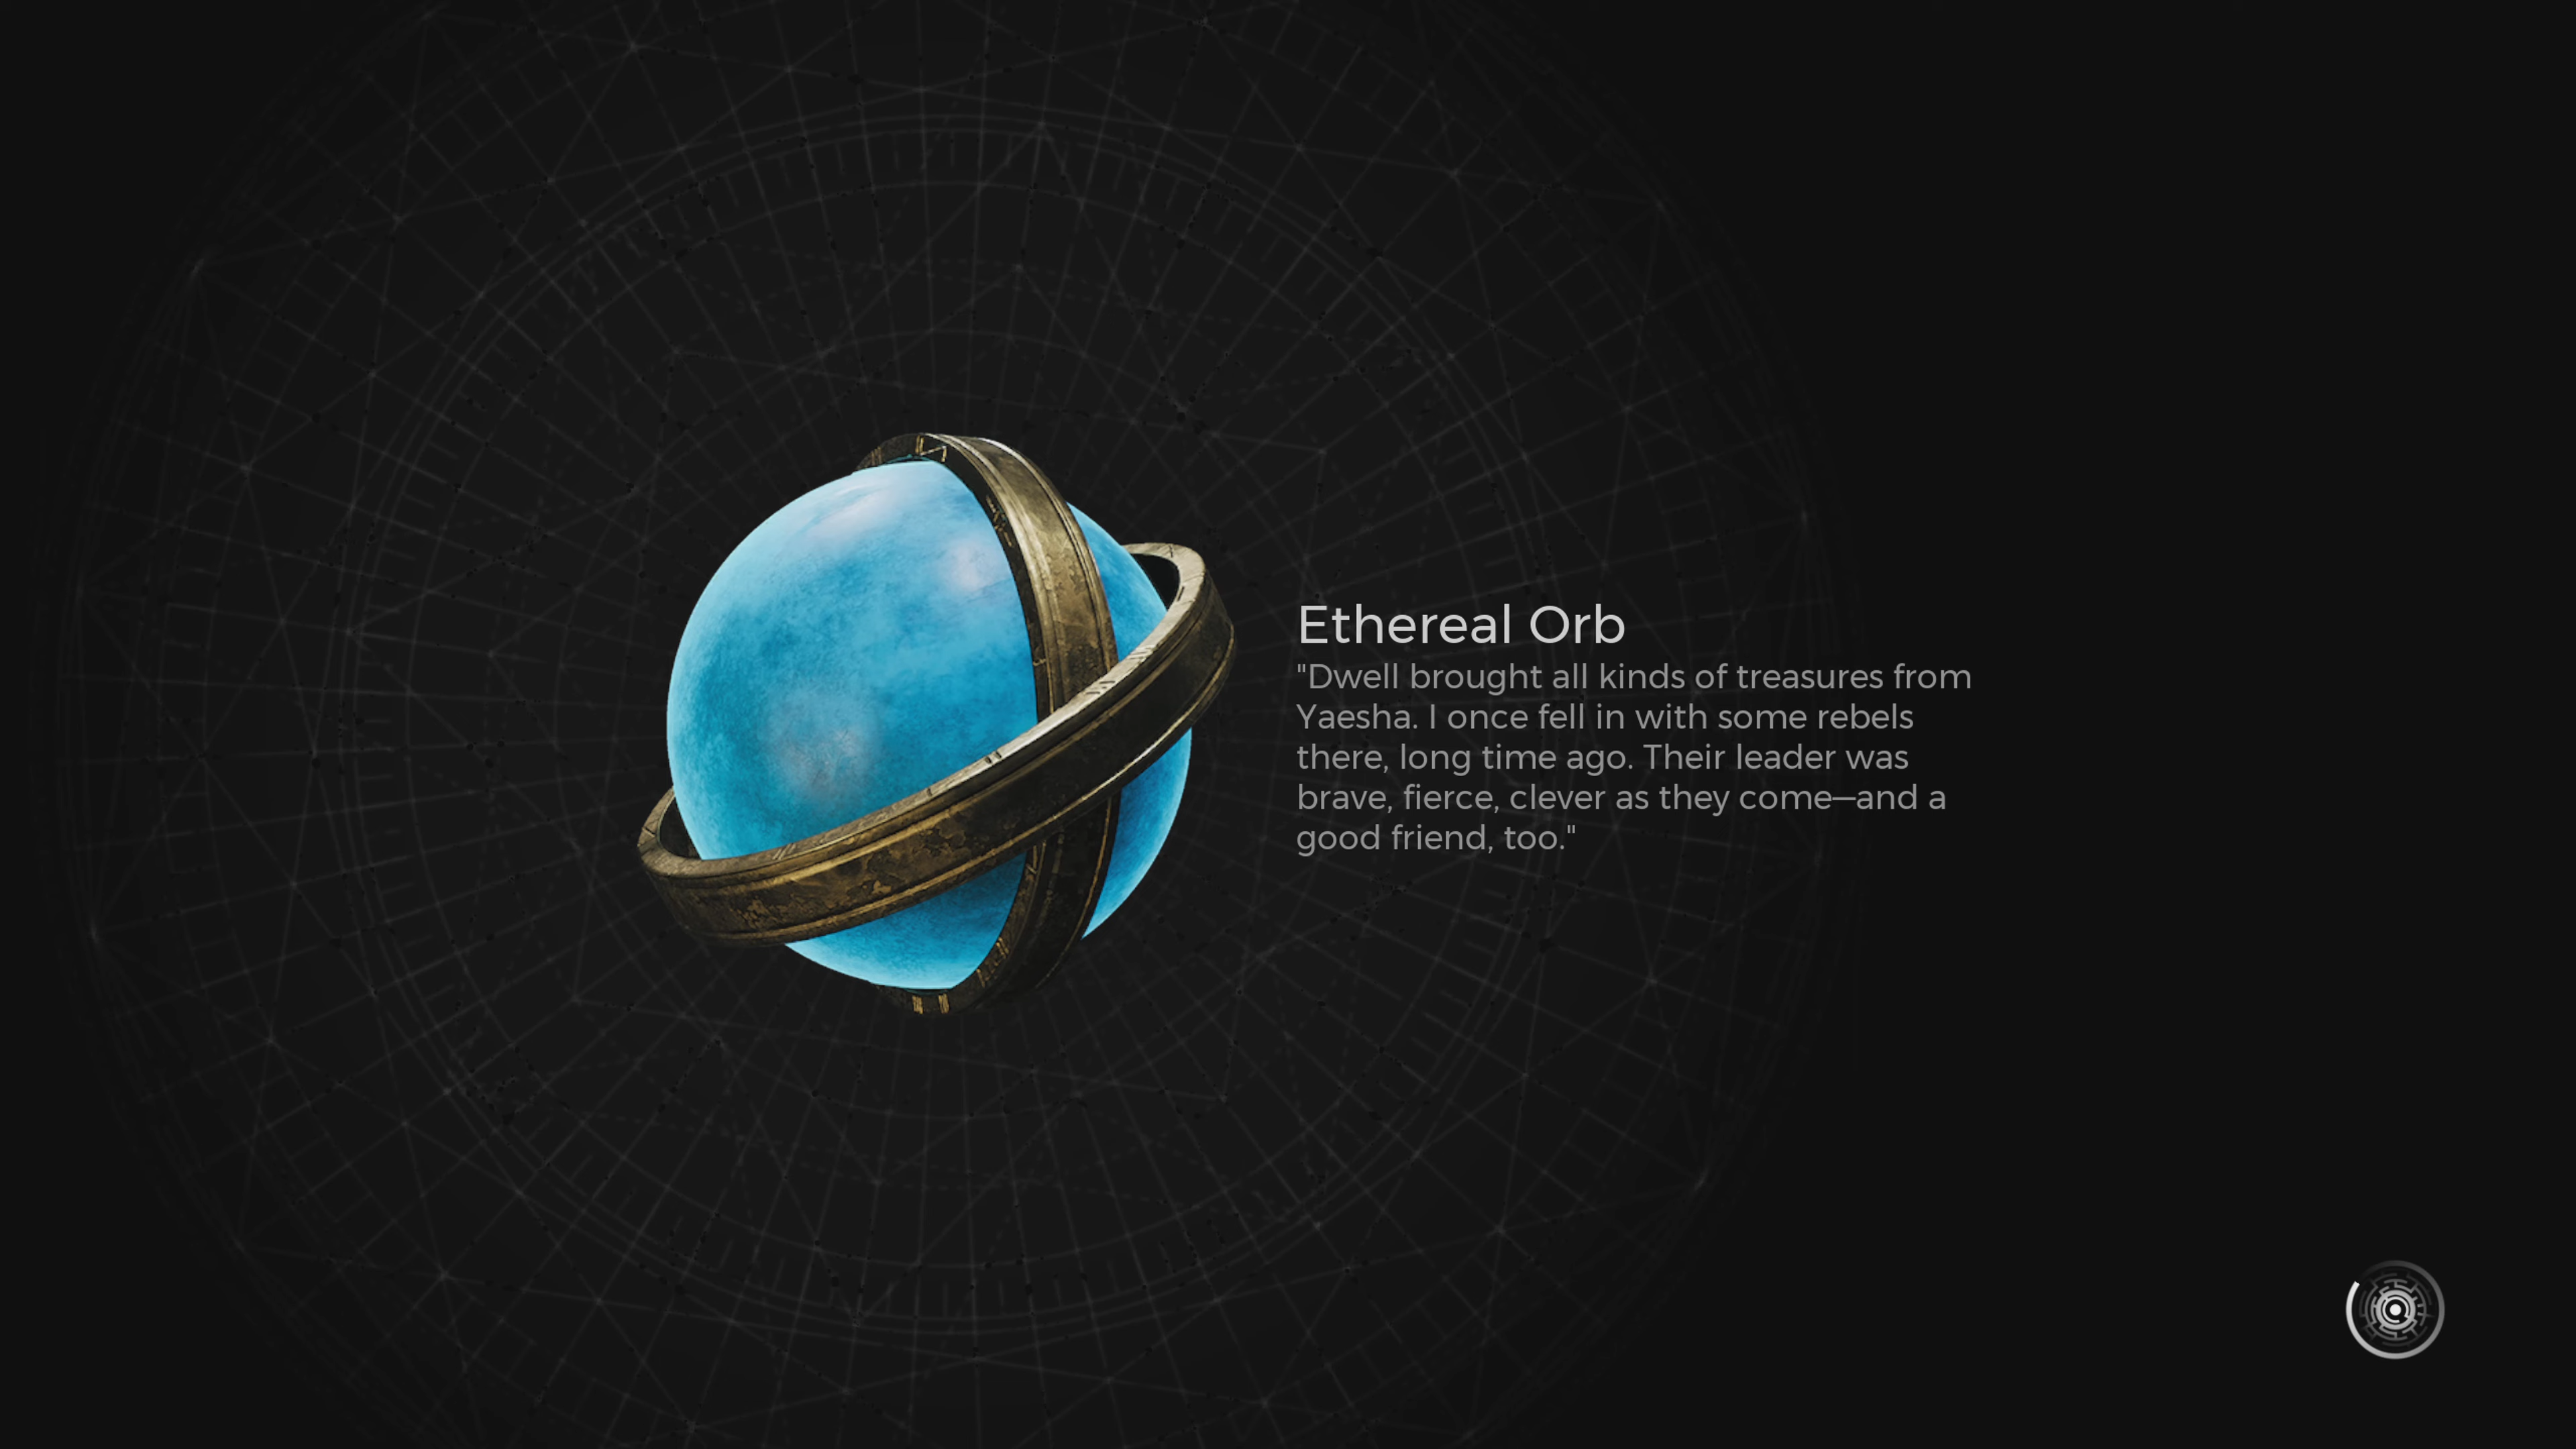 Ethereal Orb
"Dwell brought all kinds of treasures from
Yaesha. I once fell in with some rebels
there, long time ago. Their leader was
brave, fierce, clever as they come—and a
good friend, too."